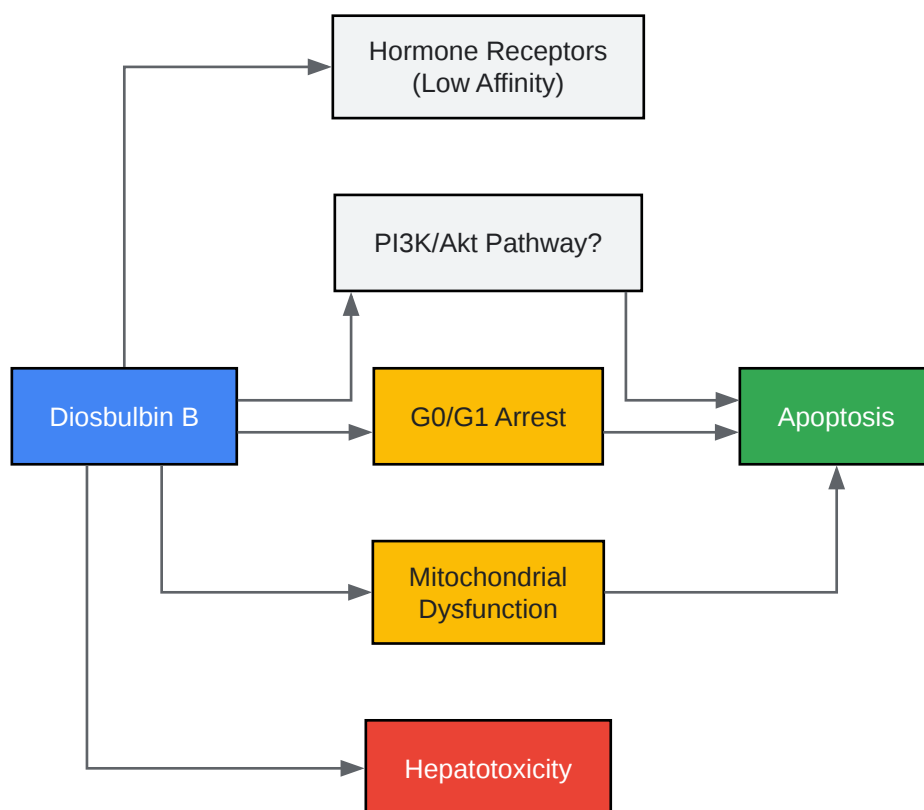 Hormone Receptors
(Low Affinity)
PI3K/Akt Pathway?
Diosbulbin B
G0/G1 Arrest
Apoptosis
Mitochondrial
Dysfunction
Hepatotoxicity